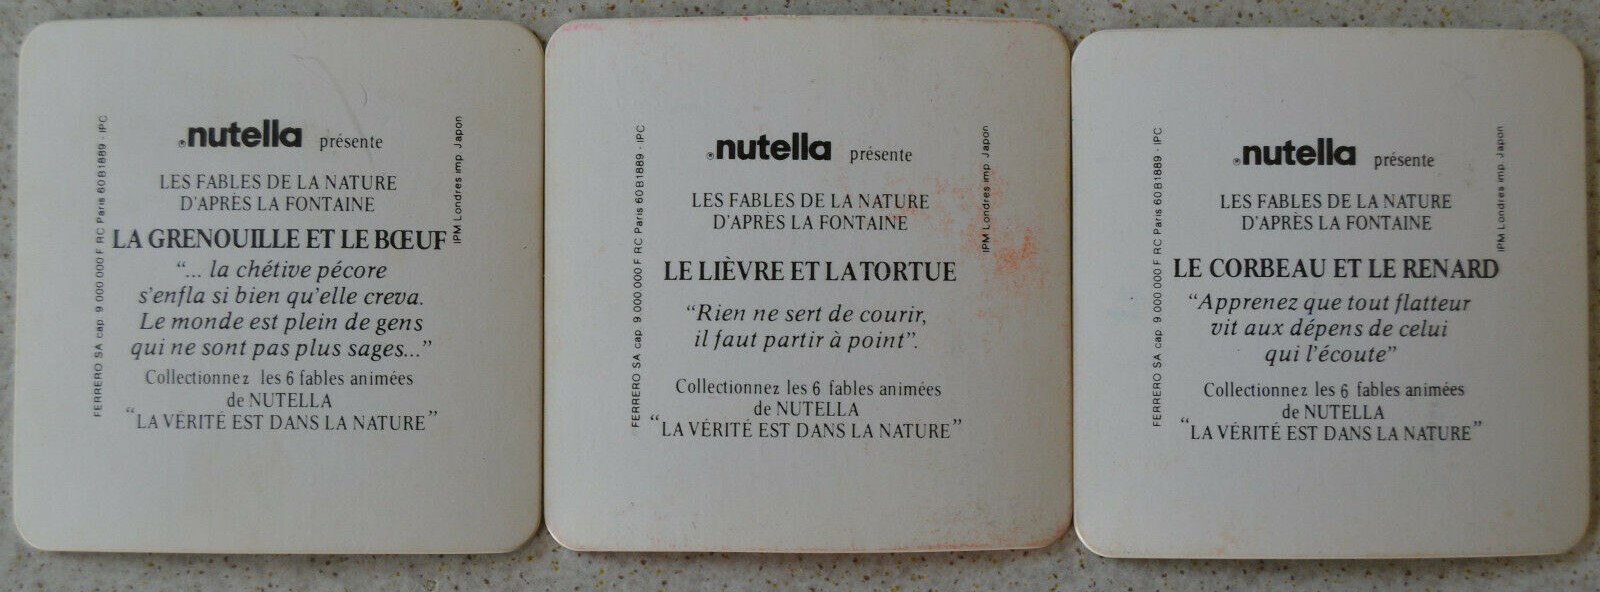 ®nutella présente
LES FABLES DE LA NATURE
D'APRÈS LA FONTAINE
LA GRENOUILLE ET LE BŒUF
“... la chétive pécore
s'enfla si bien qu'elle creva.
Le monde est plein de gens
qui ne sont pas plus sages...”
Collectionnez les 6 fables animées
de NUTELLA
“LA VÉRITÉ EST DANS LA NATURE”
FERRERO SA cap 9 000 000 F RC Paris 60B1889 - IPC
IPM Londres imp Japon
®nutella présente
LES FABLES DE LA NATURE
D'APRÈS LA FONTAINE
LE LIÈVRE ET LA TORTUE
“Rien ne sert de courir,
il faut partir à point”.
Collectionnez les 6 fables animées
de NUTELLA
“LA VÉRITÉ EST DANS LA NATURE”
FERRERO SA cap 9 000 000 F RC Paris 60B1889 - IPC
IPM Londres imp Japon
®nutella présente
LES FABLES DE LA NATURE
D'APRÈS LA FONTAINE
LE CORBEAU ET LE RENARD
“Apprenez que tout flatteur
vit aux dépens de celui
qui l'écoute”
Collectionnez les 6 fables animées
de NUTELLA
“LA VÉRITÉ EST DANS LA NATURE”
FERRERO SA cap 9 000 000 F RC Paris 60B1889 - IPC
IPM Londres imp Japon